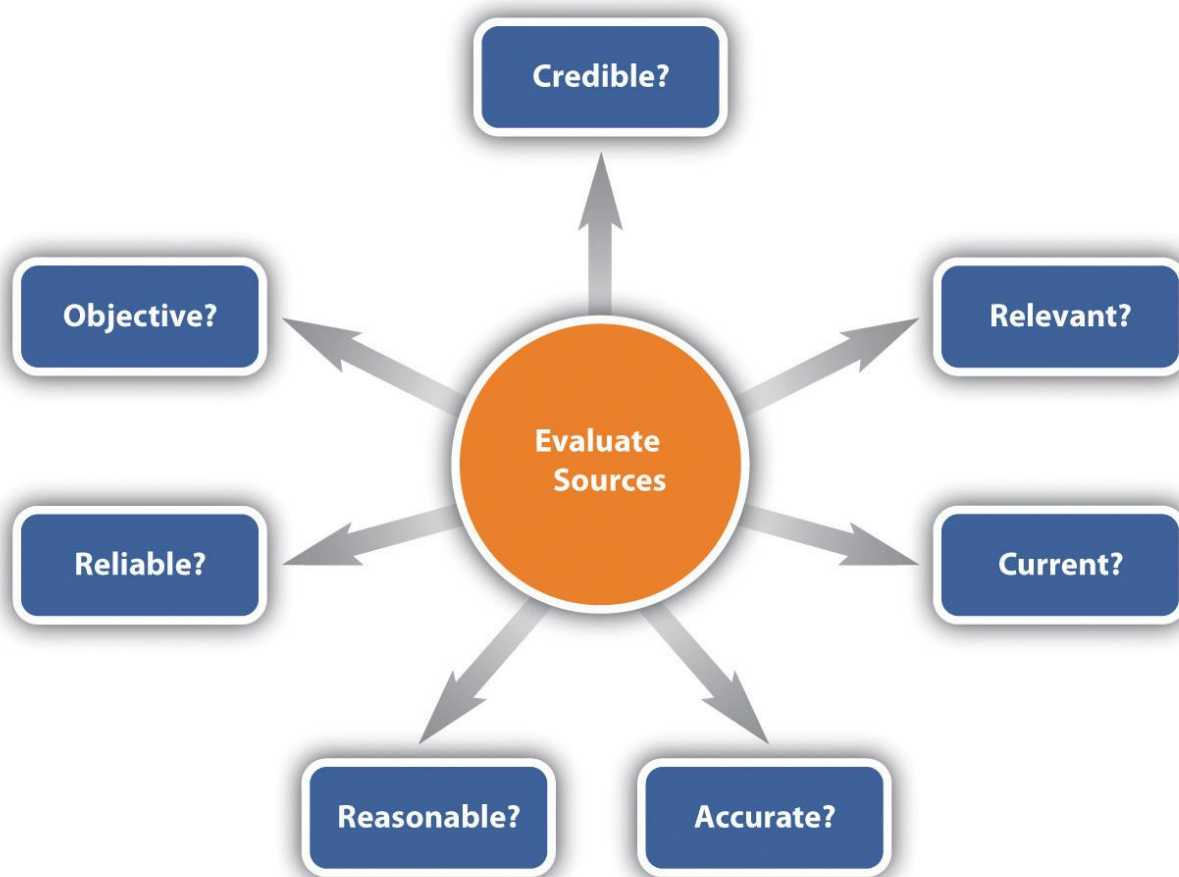 Credible?
Objective?
Relevant?
Evaluate
Sources
Reliable?
Current?
Reasonable?
Accurate?